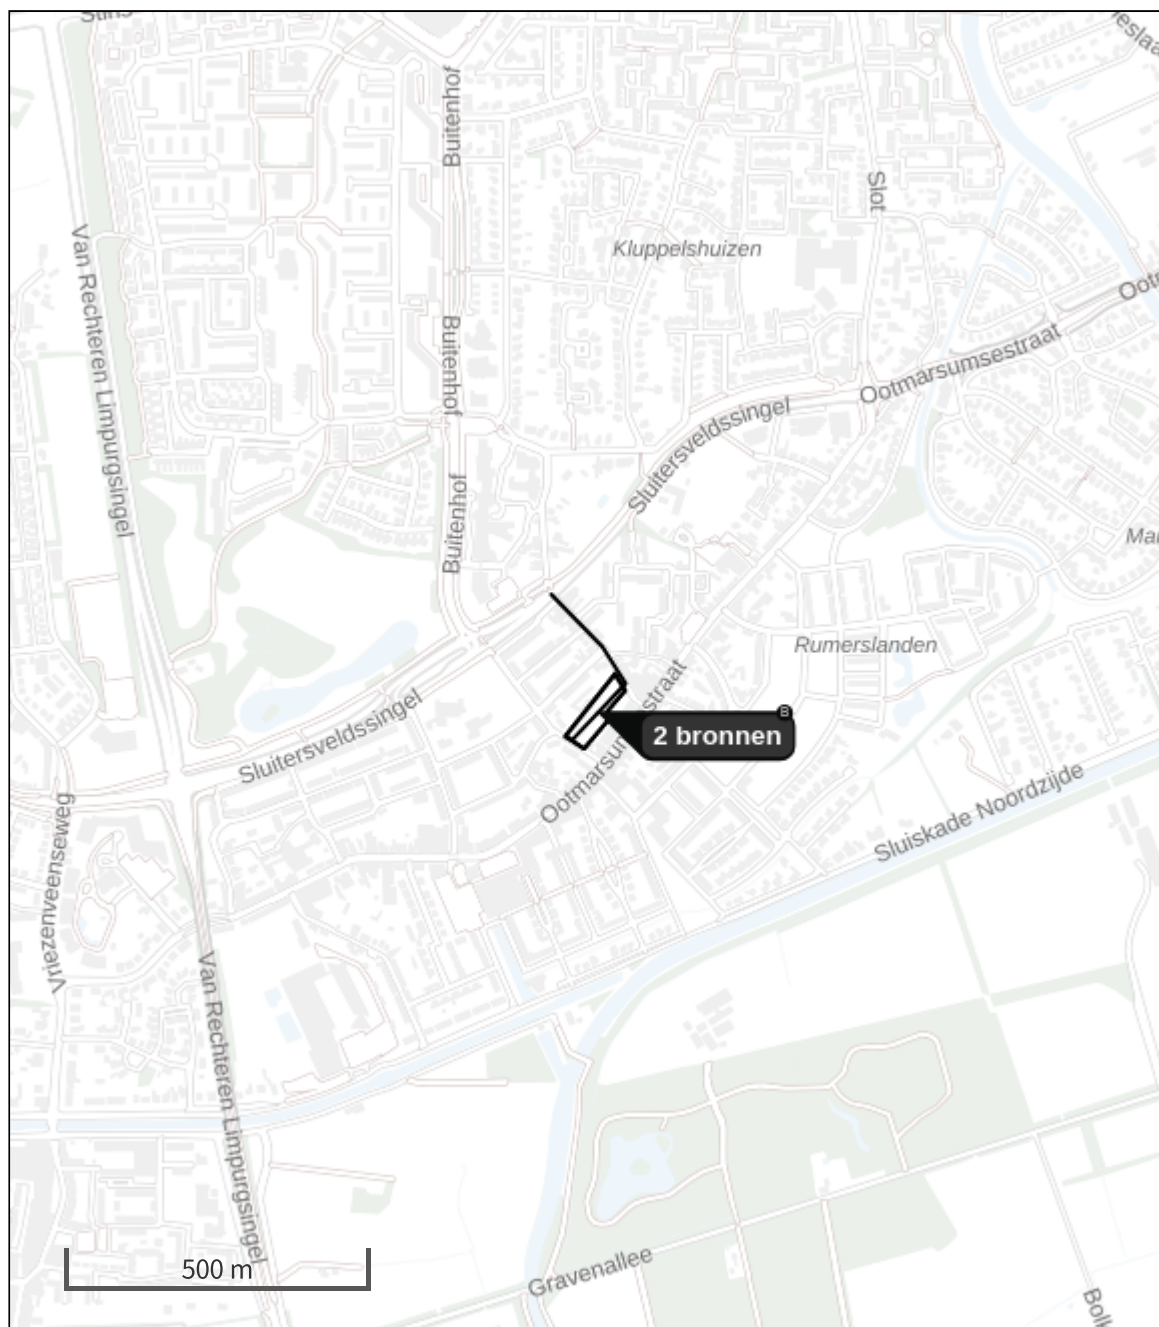 Buitenhof
Slot
Van Rechteren Limpurgsingel
Kluppelshuizen
Buitenhof
Ootmarsumsestraat
Sluitersveldssingel
Buitenhof
Rumerslanden
2 bronnen
B
Sluitersveldssingel
Sluiskade Noordzijde
Vriezenveenseweg
Van Rechteren Limpurgsingel
500 m
Gravenallee